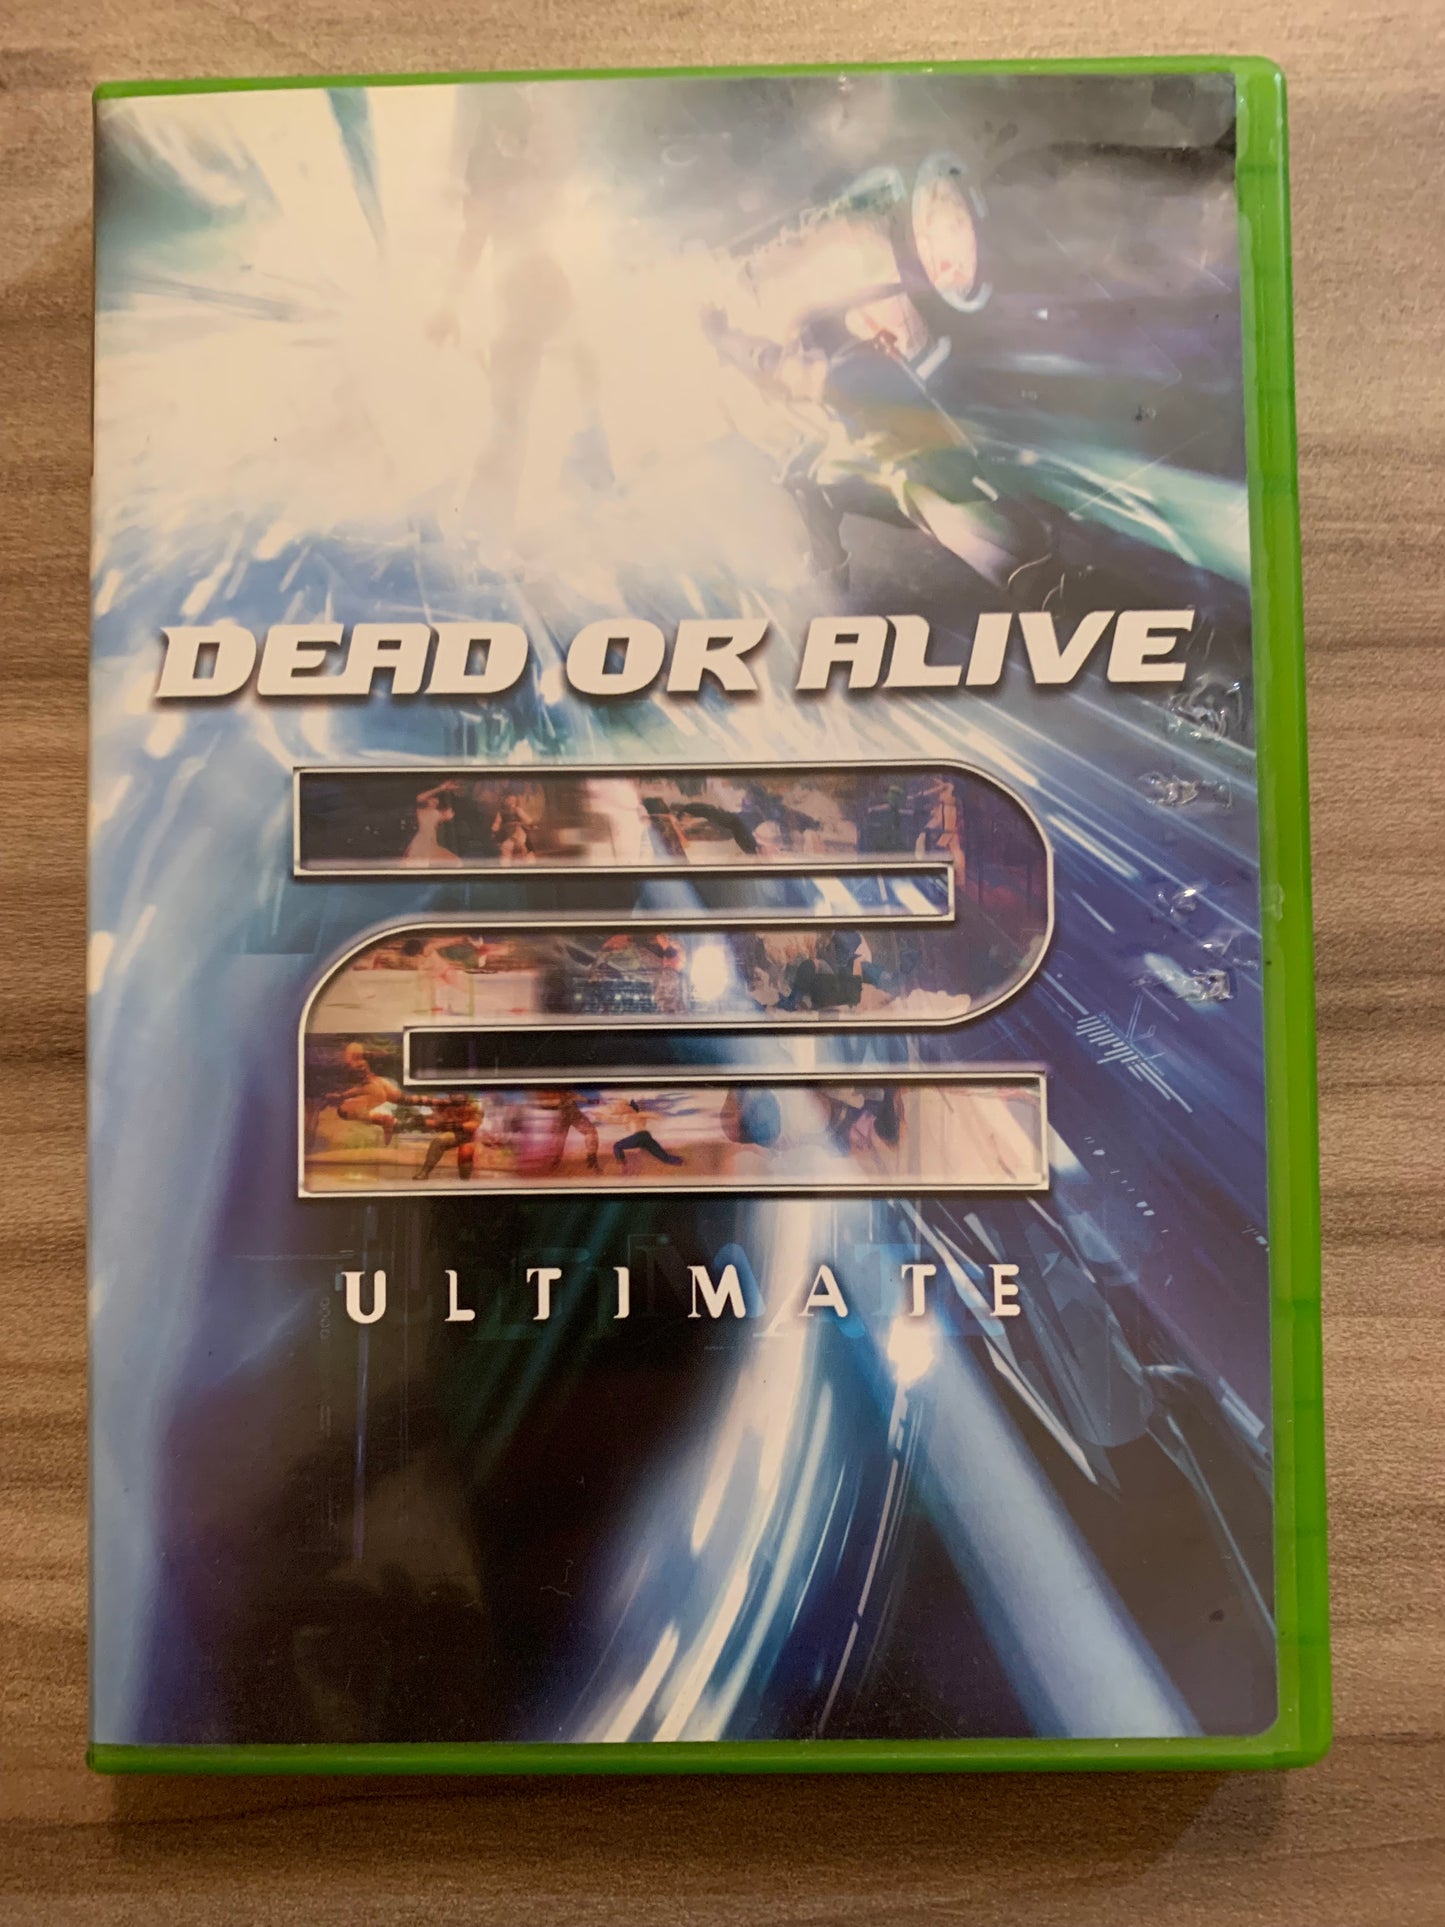 DEAD OR ALIVE
2
ULTIMATE